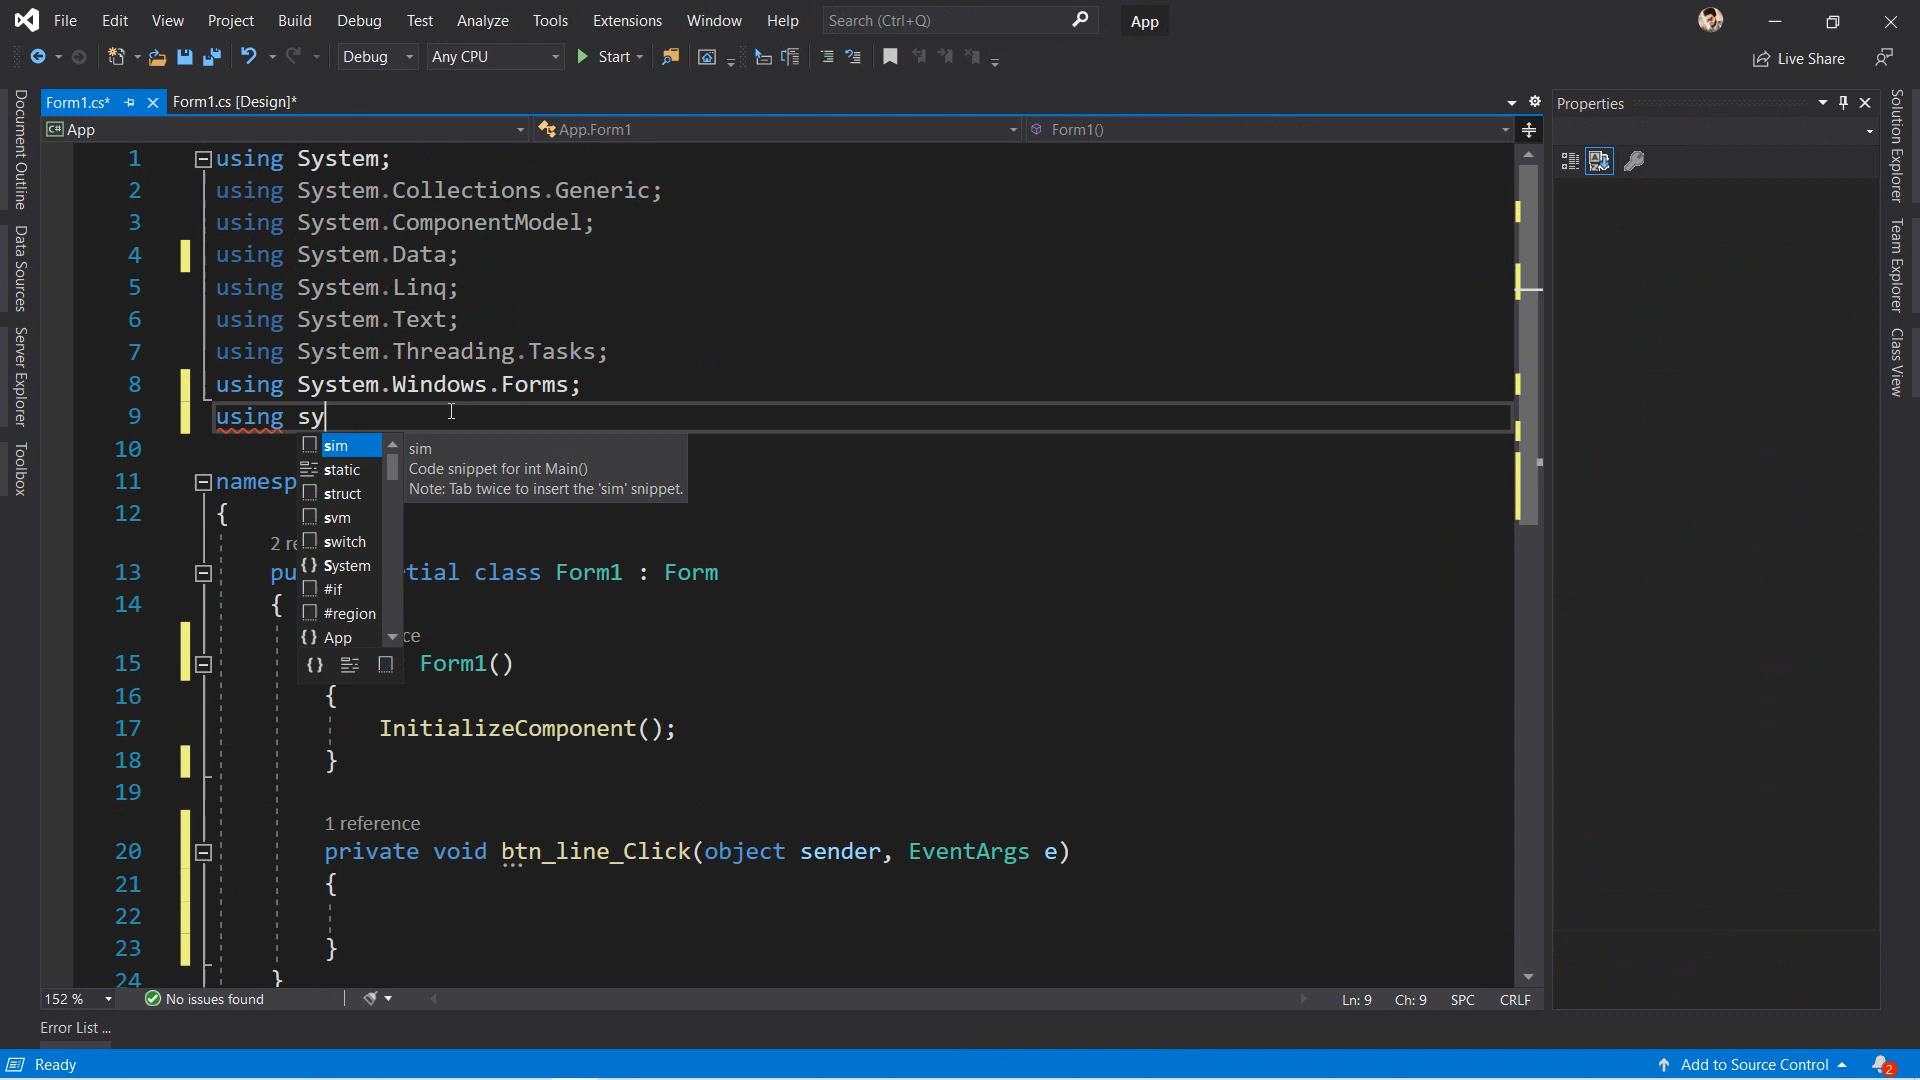 File Edit View Project Build Debug Test Analyze Tools Extensions Window Help Search (Ctrl+Q) App
Debug Any CPU Start Live Share
Form1.cs* Form1.cs [Design]*
C# App App.Form1 Form1()
Document Outline
Data Sources
Server Explorer
Toolbox
1 using System;
2 using System.Collections.Generic;
3 using System.ComponentModel;
4 using System.Data;
5 using System.Linq;
6 using System.Text;
7 using System.Threading.Tasks;
8 using System.Windows.Forms;
9 using sy
10
11 namesp
12 {
2 re
13 pu tial class Form1 : Form
14 {
ce
15 Form1()
16 {
17 InitializeComponent();
18 }
19
1 reference
20 private void btn_line_Click(object sender, EventArgs e)
21 {
22
23 }
24 }
sim
static
struct
svm
switch
{} System
#if
#region
{} App
{}
sim
Code snippet for int Main()
Note: Tab twice to insert the 'sim' snippet.
Properties
Solution Explorer
Team Explorer
Class View
152 % No issues found Ln: 9 Ch: 9 SPC CRLF
Error List ...
Ready Add to Source Control 2